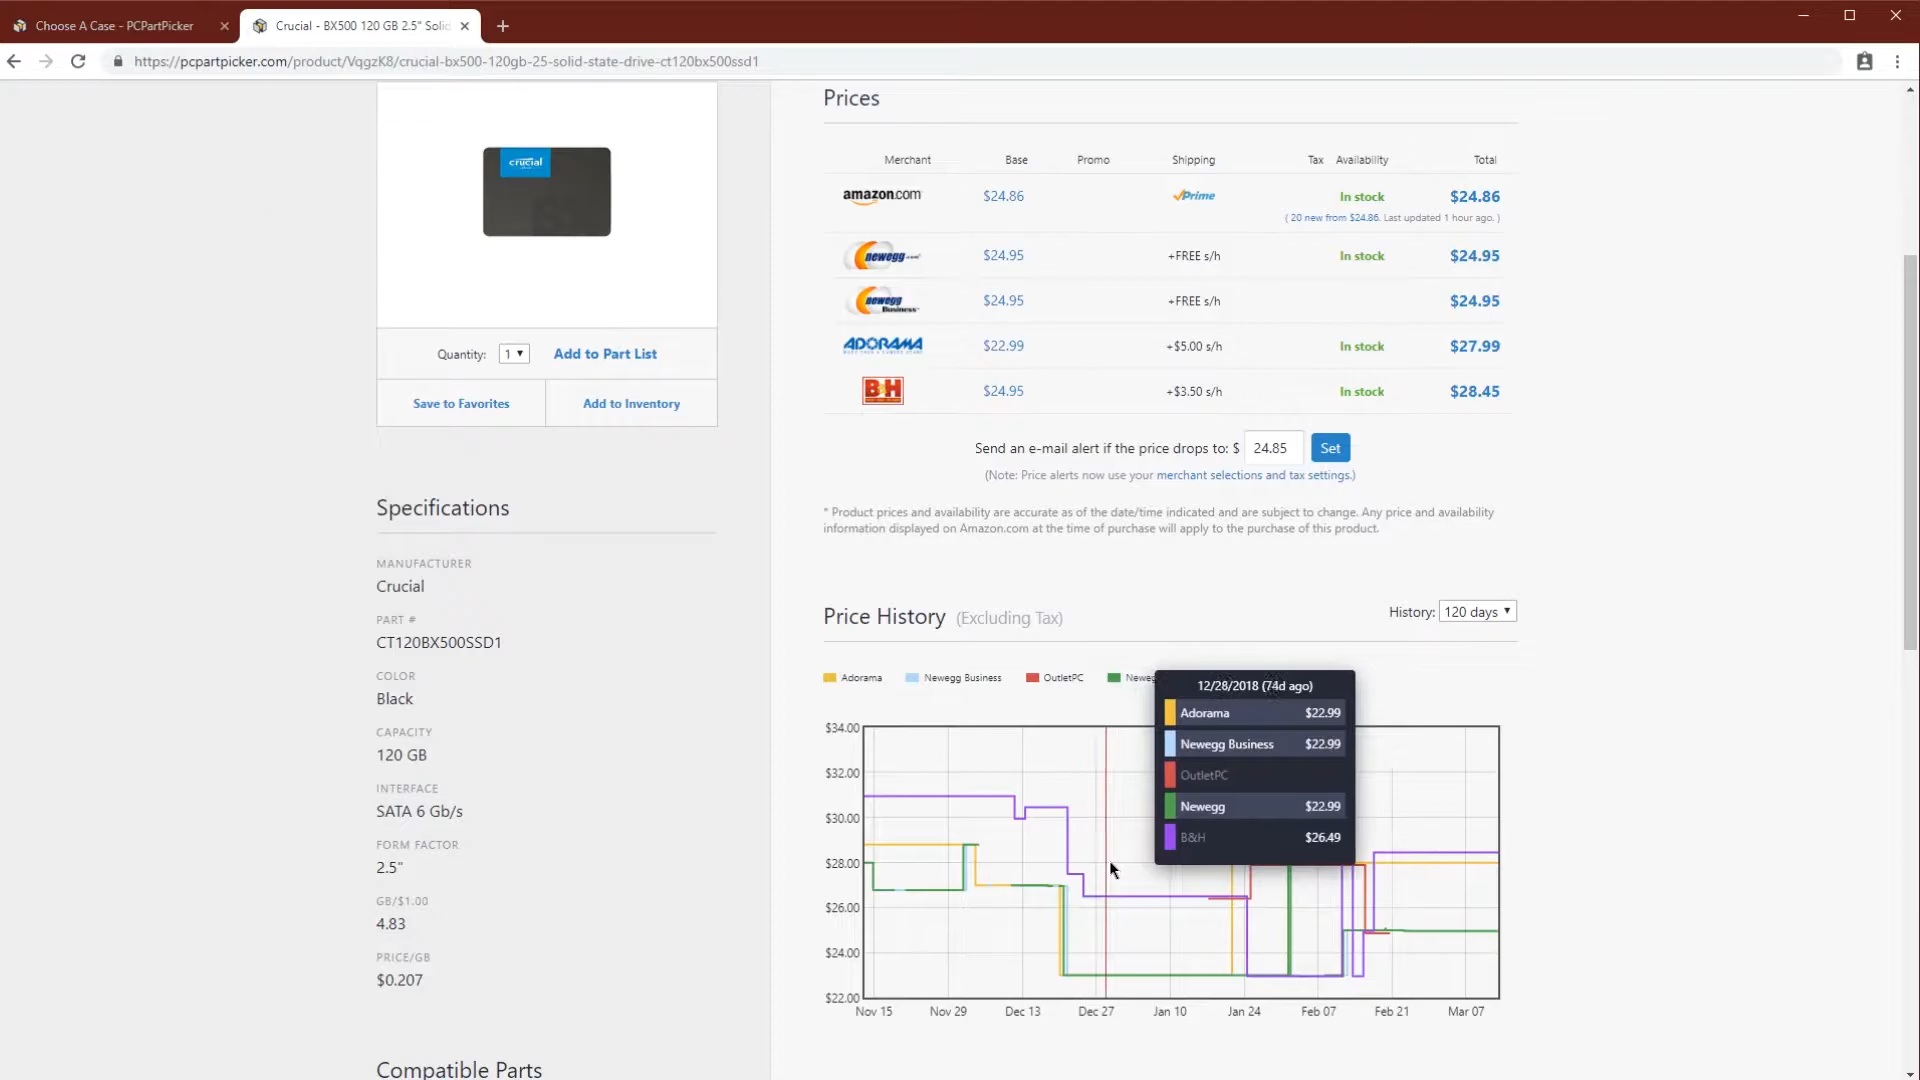 Choose A Case - PCPartPicker
Crucial - BX500 120 GB 2.5" Solid
https://pcpartpicker.com/product/VqgzK8/crucial-bx500-120gb-25-solid-state-drive-ct120bx500ssd1
crucial
Quantity: 1 Add to Part List
Save to Favorites Add to Inventory
Specifications
MANUFACTURER
Crucial
PART #
CT120BX500SSD1
COLOR
Black
CAPACITY
120 GB
INTERFACE
SATA 6 Gb/s
FORM FACTOR
2.5"
GB/$1.00
4.83
PRICE/GB
$0.207
Compatible Parts
Prices
Merchant Base Promo Shipping Tax Availability Total
amazon.com $24.86 Prime In stock $24.86
( 20 new from $24.86. Last updated 1 hour ago. )
newegg.com $24.95 +FREE s/h In stock $24.95
newegg Business $24.95 +FREE s/h $24.95
ADORAMA $22.99 +$5.00 s/h In stock $27.99
B&H $24.95 +$3.50 s/h In stock $28.45
Send an e-mail alert if the price drops to: $ 24.85 Set
(Note: Price alerts now use your merchant selections and tax settings.)
* Product prices and availability are accurate as of the date/time indicated and are subject to change. Any price and availability
information displayed on Amazon.com at the time of purchase will apply to the purchase of this product.
Price History (Excluding Tax) History: 120 days
Adorama Newegg Business OutletPC Neweg
12/28/2018 (74d ago)
Adorama $22.99
Newegg Business $22.99
OutletPC
Newegg $22.99
B&H $26.49
$34.00
$32.00
$30.00
$28.00
$26.00
$24.00
$22.00
Nov 15 Nov 29 Dec 13 Dec 27 Jan 10 Jan 24 Feb 07 Feb 21 Mar 07